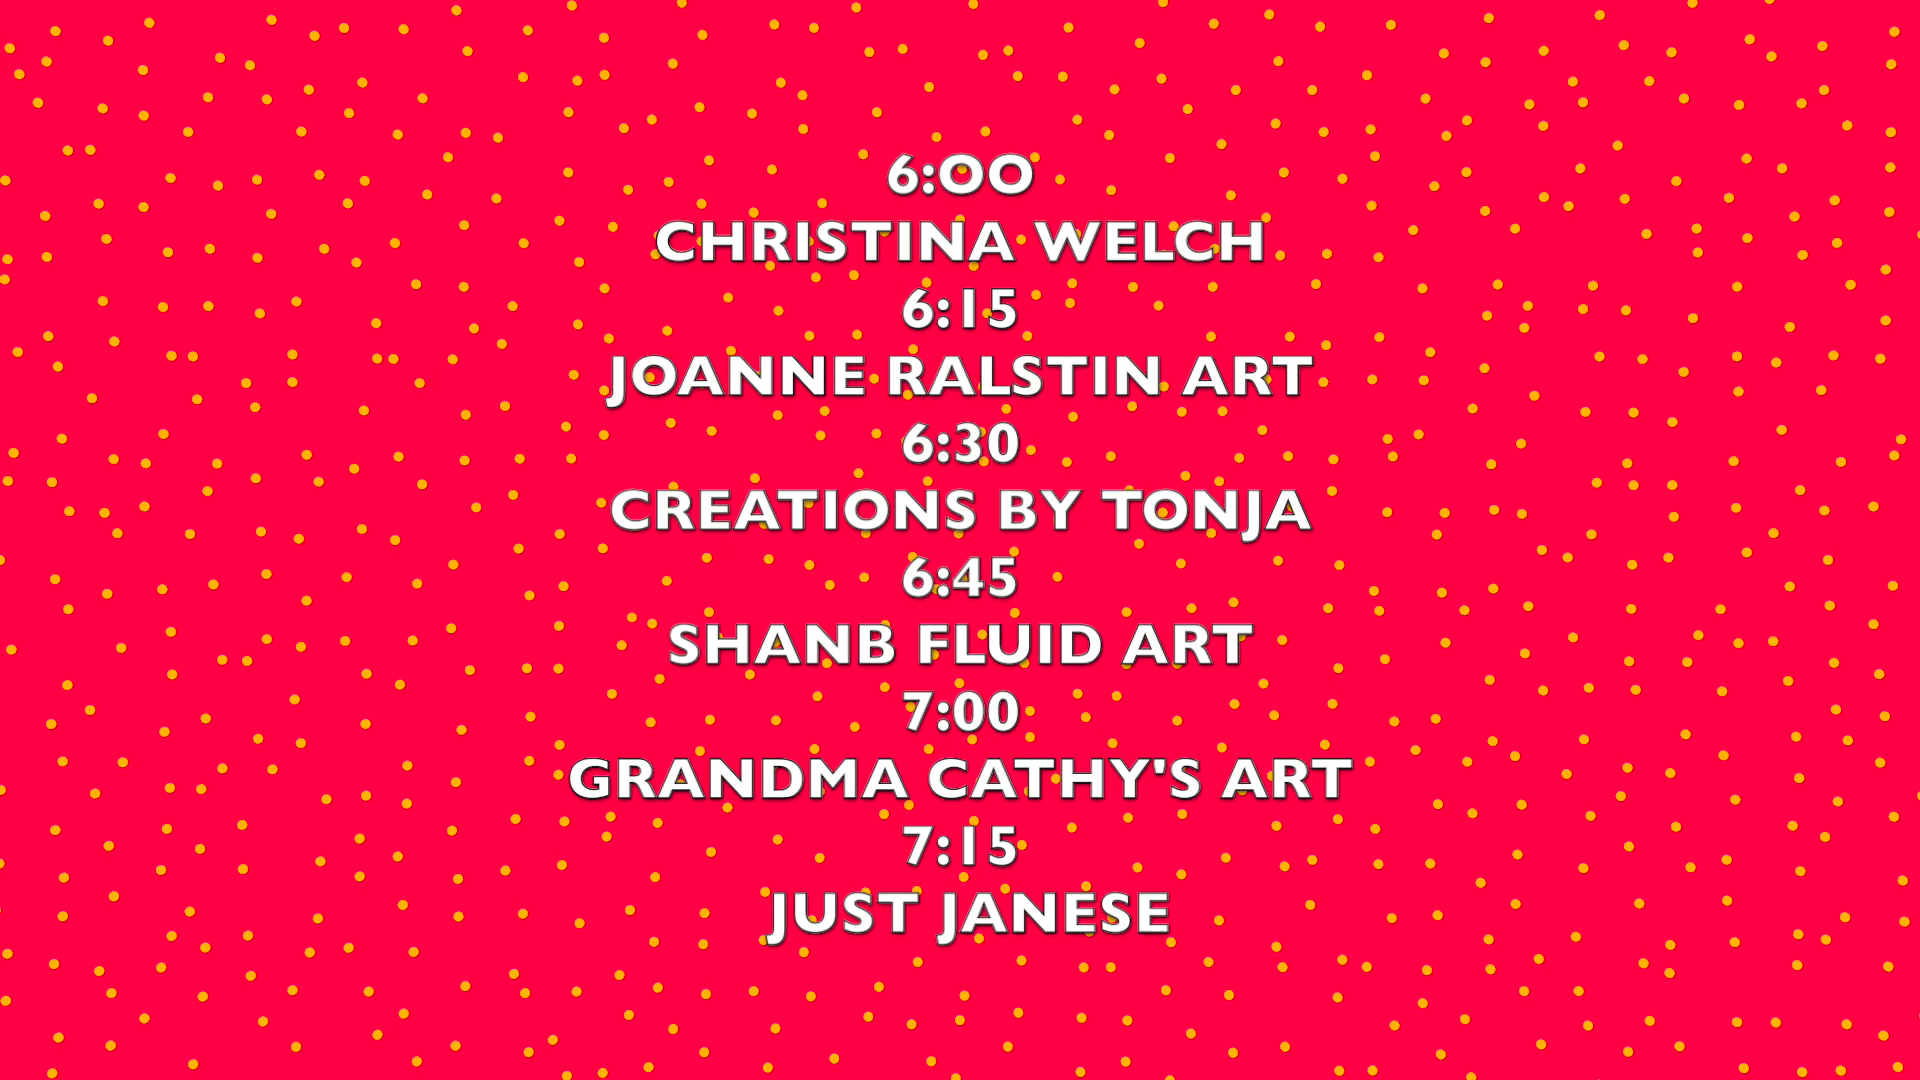 6:OO
CHRISTINA WELCH
6:15
JOANNE RALSTIN ART
6:30
CREATIONS BY TONJA
6:45
SHANB FLUID ART
7:00
GRANDMA CATHY'S ART
7:15
JUST JANESE